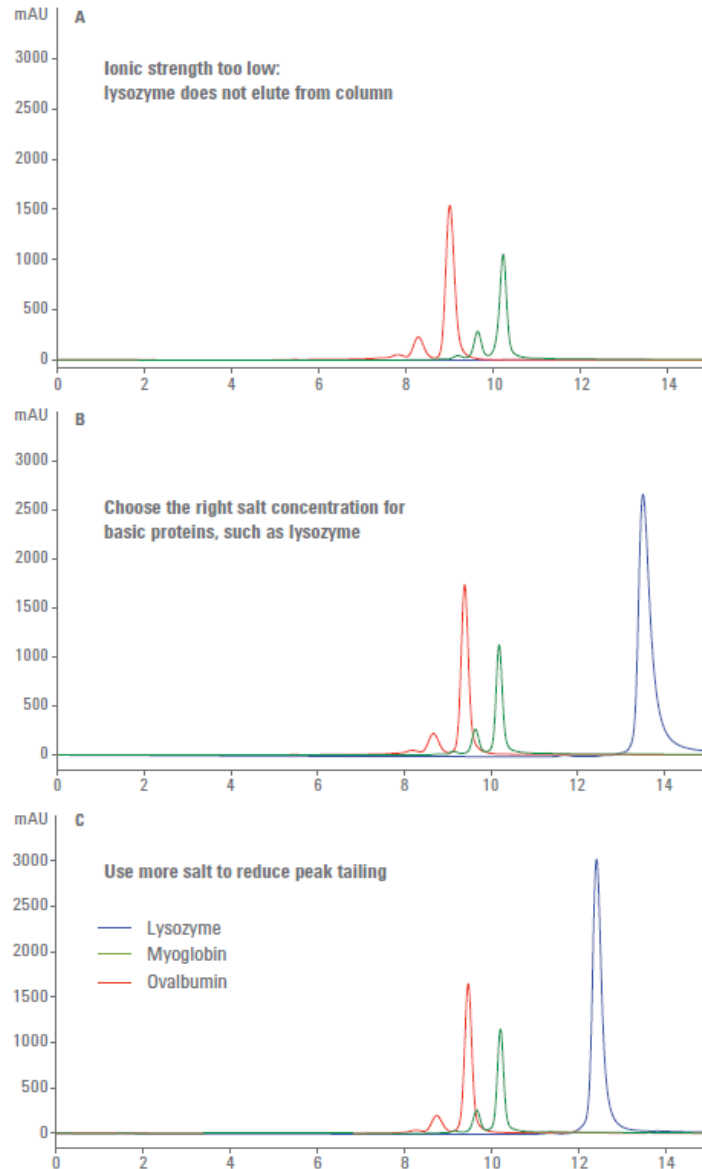 mAU A
3000
Ionic strength too low:
lysozyme does not elute from column
2500
2000
1500
1000
500
0
0 2 4 6 8 10 12 14
mAU B
3000
2500
Choose the right salt concentration for
basic proteins, such as lysozyme
2000
1500
1000
500
0
0 2 4 6 8 10 12 14
mAU C
3000
Use more salt to reduce peak tailing
2500
Lysozyme
2000
Myoglobin
Ovalbumin
1500
1000
500
0
0 2 4 6 8 10 12 14